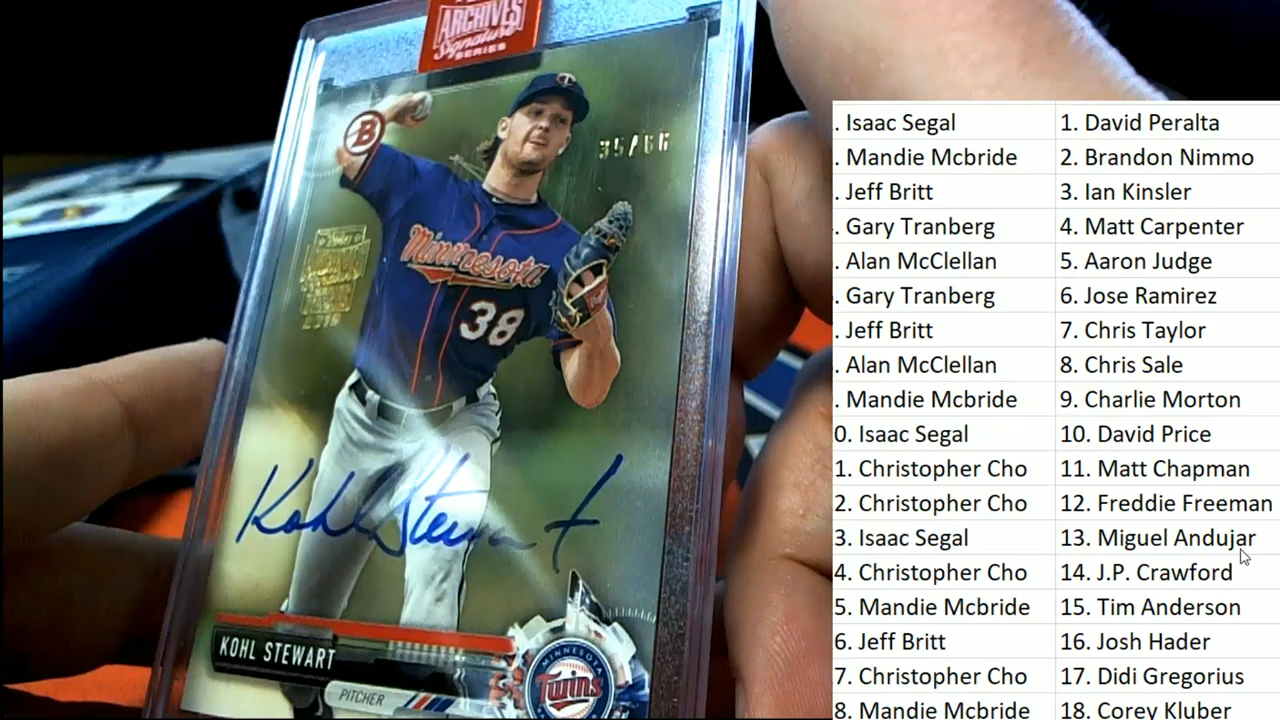 ARCHIVES
Signature
SERIES
B
35/66
Minnesota
38
Kohl Stewart
KOHL STEWART
PITCHER
MINNESOTA
Twins
. Isaac Segal 1. David Peralta
. Mandie Mcbride 2. Brandon Nimmo
. Jeff Britt 3. Ian Kinsler
. Gary Tranberg 4. Matt Carpenter
. Alan McClellan 5. Aaron Judge
. Gary Tranberg 6. Jose Ramirez
. Jeff Britt 7. Chris Taylor
. Alan McClellan 8. Chris Sale
. Mandie Mcbride 9. Charlie Morton
0. Isaac Segal 10. David Price
1. Christopher Cho 11. Matt Chapman
2. Christopher Cho 12. Freddie Freeman
3. Isaac Segal 13. Miguel Andujar
4. Christopher Cho 14. J.P. Crawford
5. Mandie Mcbride 15. Tim Anderson
6. Jeff Britt 16. Josh Hader
7. Christopher Cho 17. Didi Gregorius
8. Mandie Mcbride 18. Corey Kluber